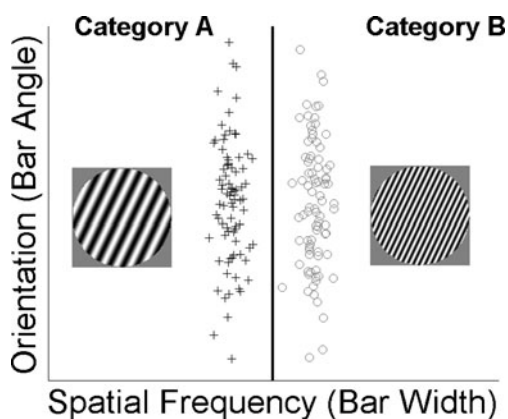 Category A
Category B
Orientation (Bar Angle)
Spatial Frequency (Bar Width)